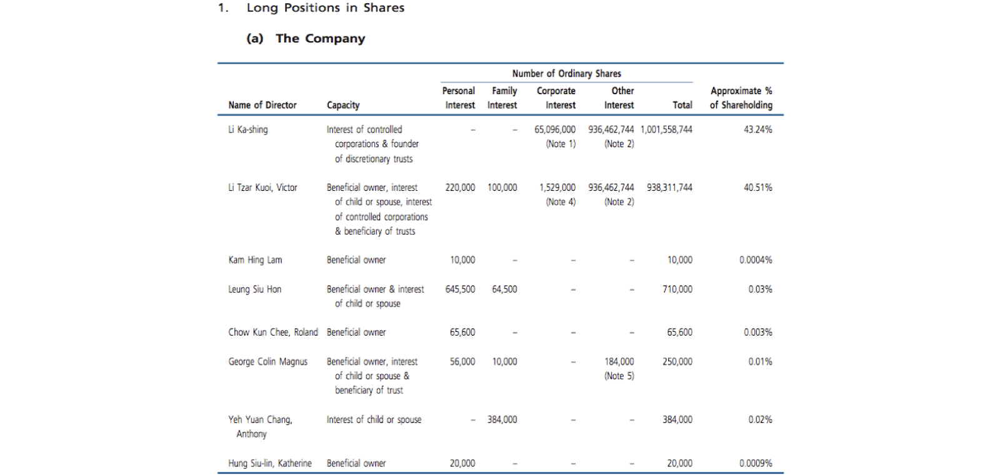 1. Long Positions in Shares
(a) The Company
Number of Ordinary Shares
Personal Family Corporate Other Approximate %
Name of Director Capacity Interest Interest Interest Interest Total of Shareholding
Li Ka-shing Interest of controlled – – 65,096,000 936,462,744 1,001,558,744 43.24%
corporations & founder (Note 1) (Note 2)
of discretionary trusts
Li Tzar Kuoi, Victor Beneficial owner, interest 220,000 100,000 1,529,000 936,462,744 938,311,744 40.51%
of child or spouse, interest (Note 4) (Note 2)
of controlled corporations
& beneficiary of trusts
Kam Hing Lam Beneficial owner 10,000 – – – 10,000 0.0004%
Leung Siu Hon Beneficial owner & interest 645,500 64,500 – – 710,000 0.03%
of child or spouse
Chow Kun Chee, Roland Beneficial owner 65,600 – – – 65,600 0.003%
George Colin Magnus Beneficial owner, interest 56,000 10,000 – 184,000 250,000 0.01%
of child or spouse & (Note 5)
beneficiary of trust
Yeh Yuan Chang, Interest of child or spouse – 384,000 – – 384,000 0.02%
Anthony
Hung Siu-lin, Katherine Beneficial owner 20,000 – – – 20,000 0.0009%